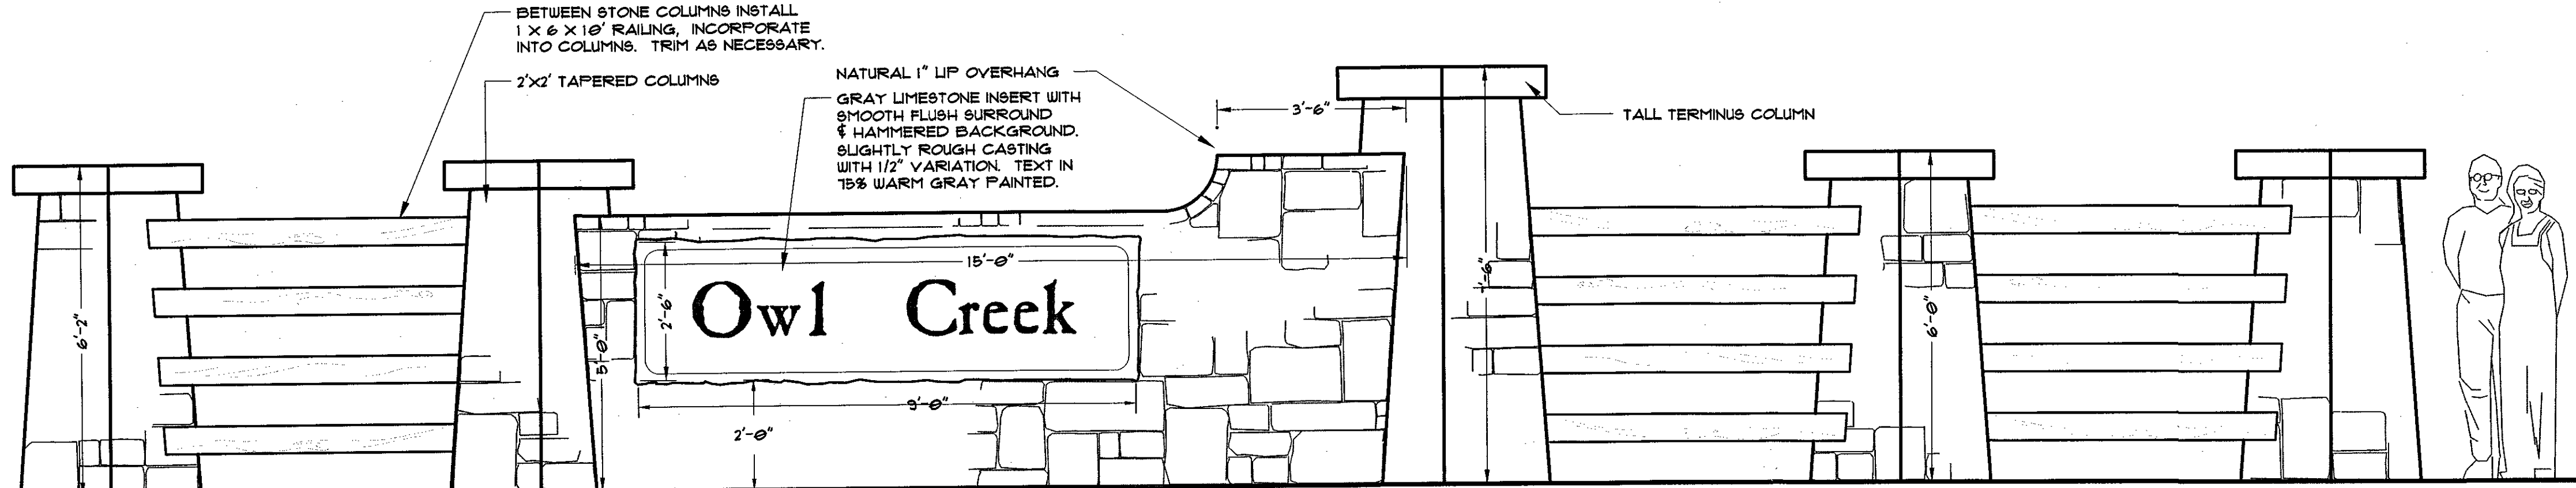 BETWEEN STONE COLUMNS INSTALL
1 X 6 X 10' RAILING, INCORPORATE
INTO COLUMNS. TRIM AS NECESSARY.
2'X2' TAPERED COLUMNS
NATURAL 1" LIP OVERHANG
GRAY LIMESTONE INSERT WITH
SMOOTH FLUSH SURROUND
& HAMMERED BACKGROUND.
SLIGHTLY ROUGH CASTING
WITH 1/2" VARIATION. TEXT IN
75% WARM GRAY PAINTED.
3'-6"
TALL TERMINUS COLUMN
15'-0"
Owl Creek
2'-6"
6'-2"
5'-0"
9'-0"
2'-0"
6'-0"